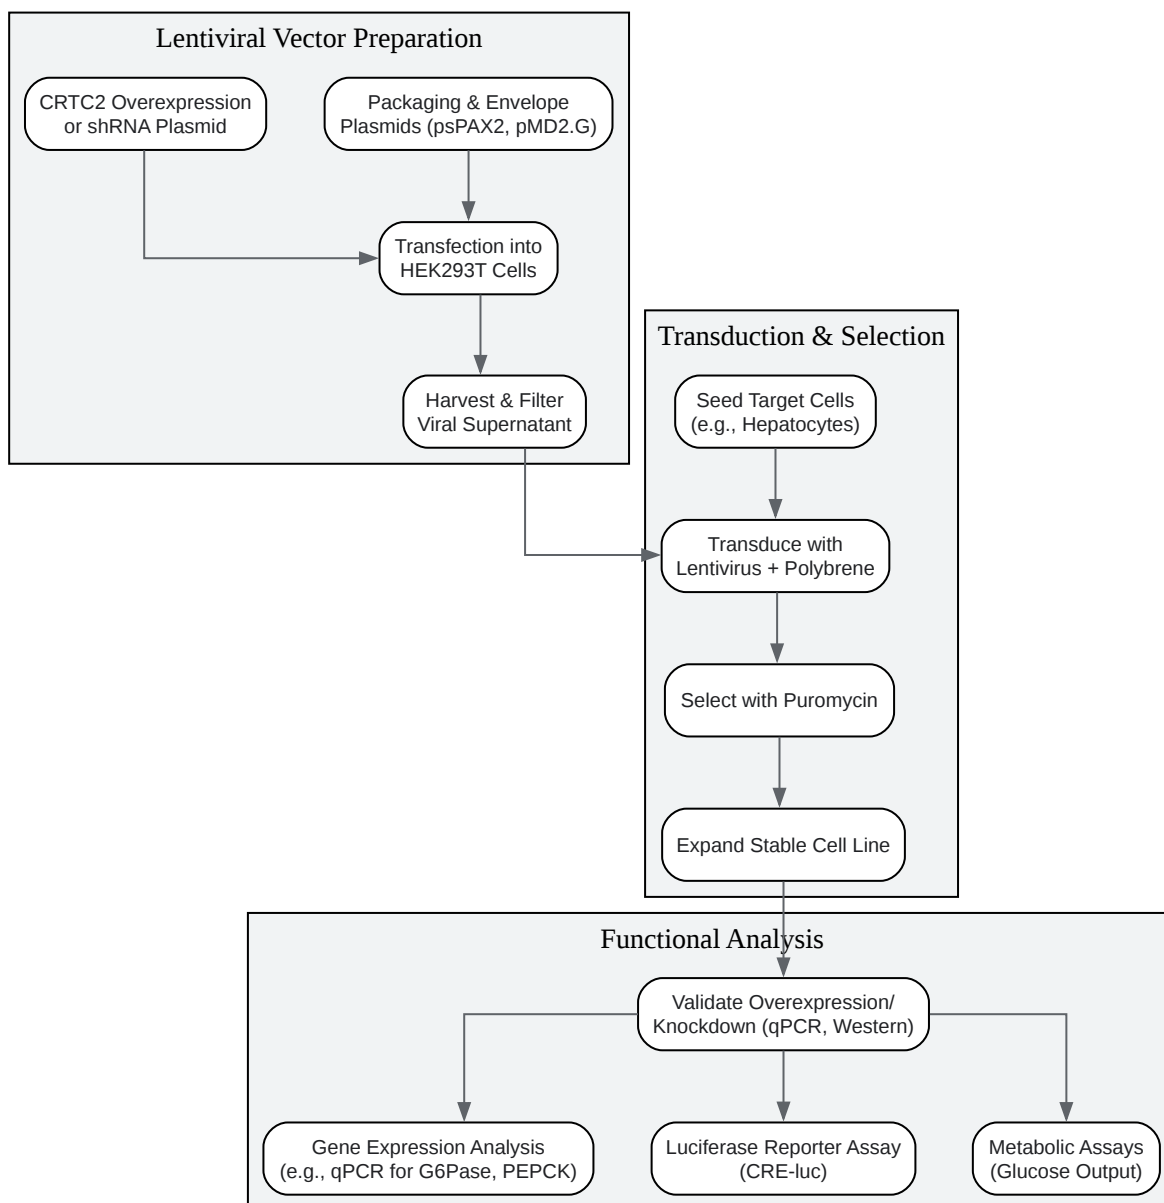 Lentiviral Vector Preparation
CRTC2 Overexpression
or shRNA Plasmid
Packaging & Envelope
Plasmids (psPAX2, pMD2.G)
Transfection into
HEK293T Cells
Harvest & Filter
Viral Supernatant
Transduction & Selection
Seed Target Cells
(e.g., Hepatocytes)
Transduce with
Lentivirus + Polybrene
Select with Puromycin
Expand Stable Cell Line
Functional Analysis
Validate Overexpression/
Knockdown (qPCR, Western)
Gene Expression Analysis
(e.g., qPCR for G6Pase, PEPCK)
Luciferase Reporter Assay
(CRE-luc)
Metabolic Assays
(Glucose Output)